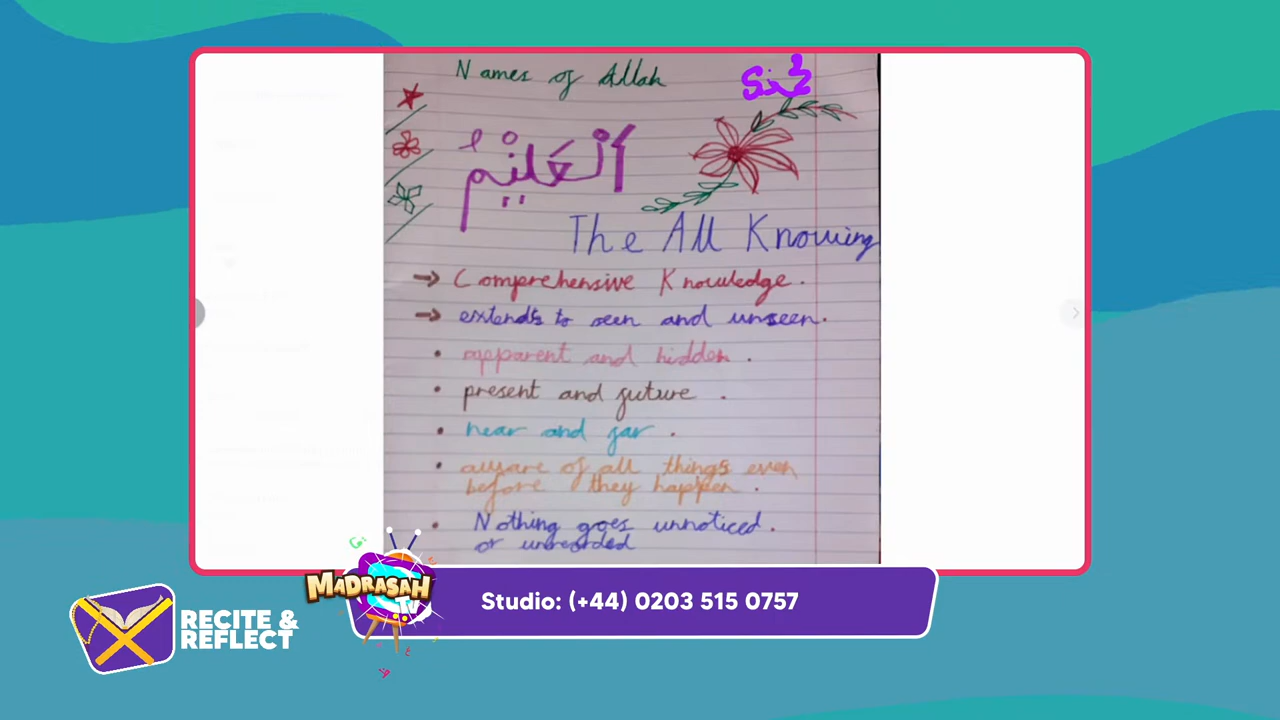 Names of Allah
اَلْعَلِيْمُ
The All Knowing
→ Comprehensive Knowledge.
→ extends to seen and unseen.
• apparent and hidden.
• present and future.
• near and far.
• aware of all things even
before they happen.
• Nothing goes unnoticed.
or unrecorded
MADRASAH
TV
Studio: (+44) 0203 515 0757
RECITE &
REFLECT